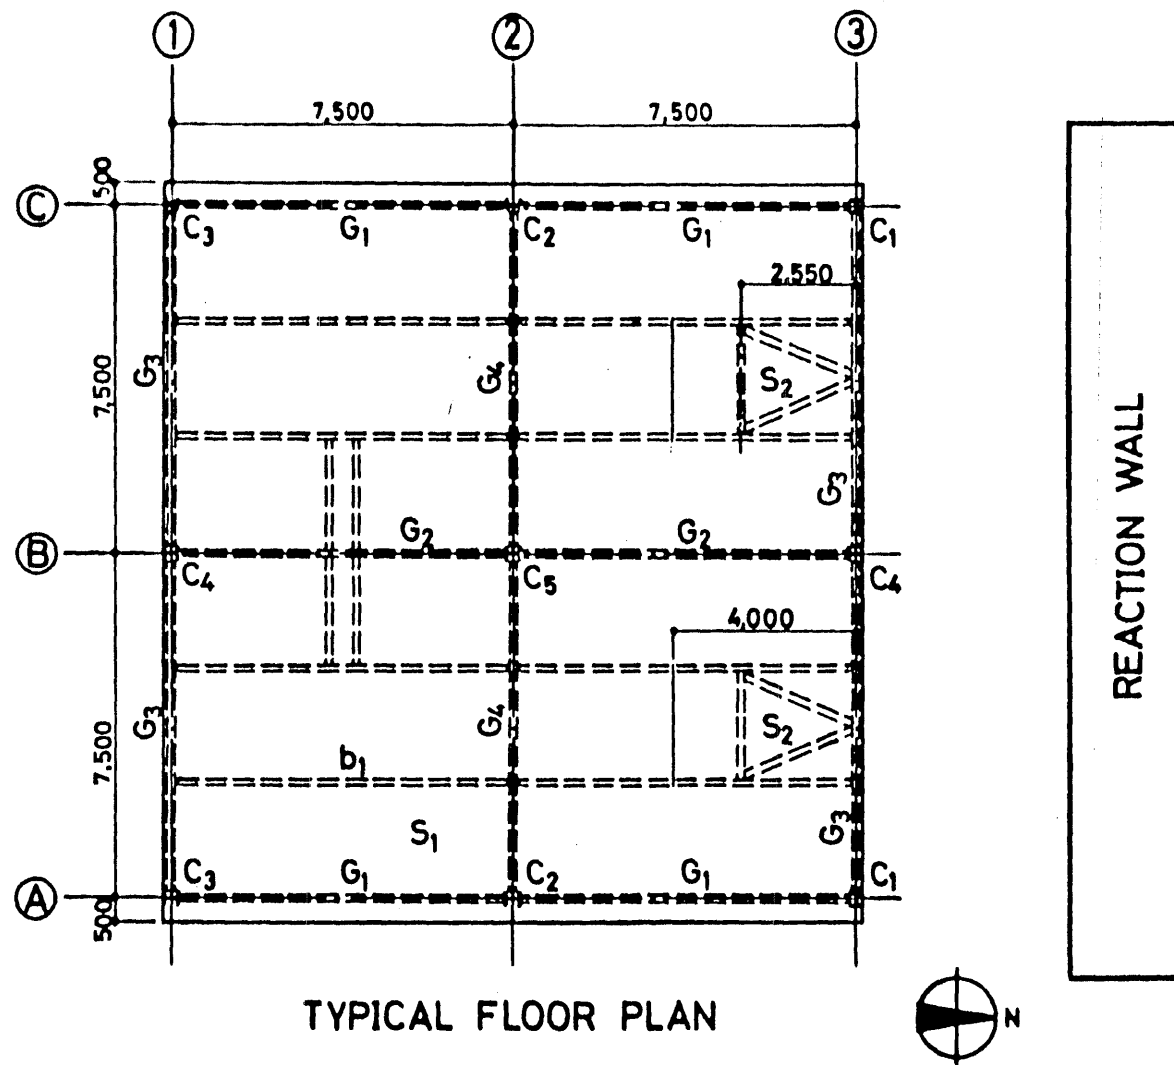 1 2 3
7,500 7,500
500
C
C3 G1 C2 G1 C1
2,550
G3 7,500 G4 S2
G3
B
G2 G2
C4 C5 C4
4,000
G3 7,500 G4 S2
b1
S1 G3
C3 G1 C2 G1 C1
A
500
TYPICAL FLOOR PLAN
N
REACTION WALL